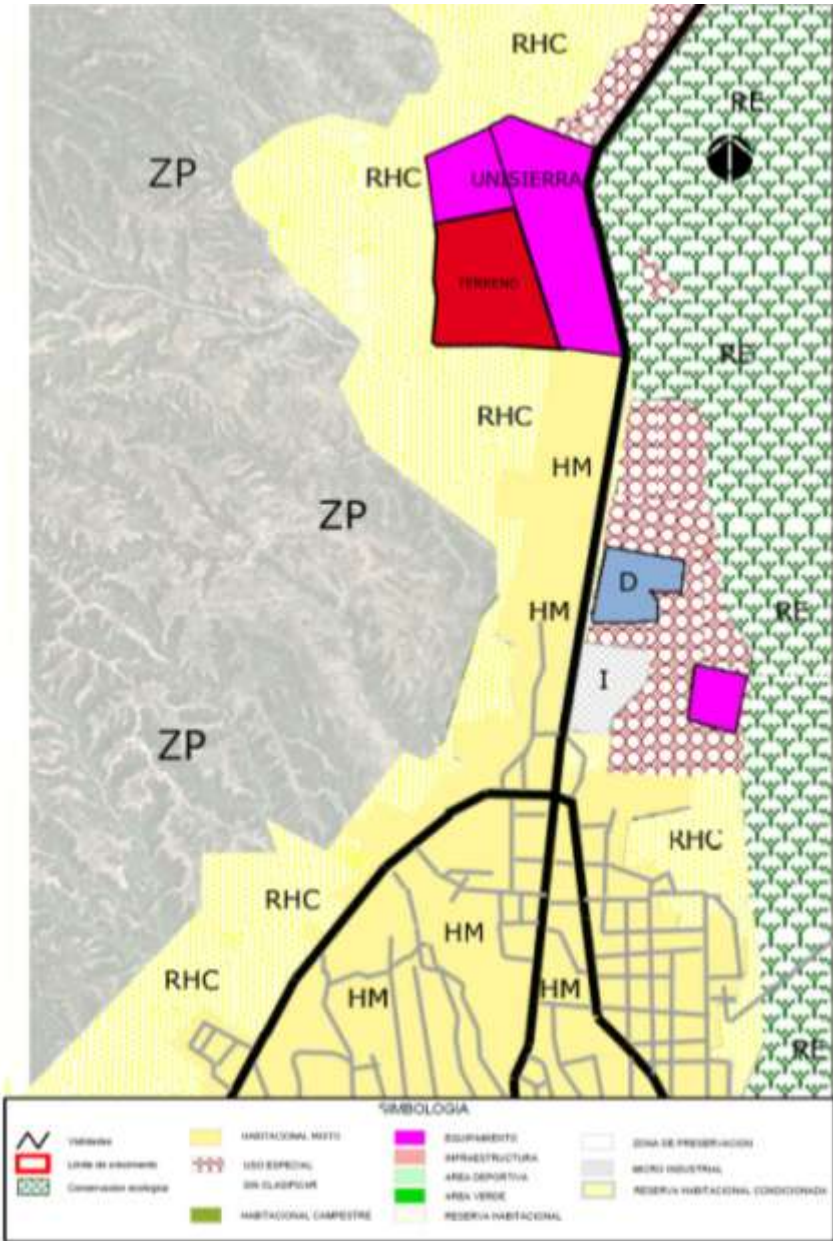 RHC
RE
ZP
RHC
UNISIERRA
TERRENO
RE
RHC
HM
ZP
D
HM
RE
I
ZP
RHC
RHC
HM
RHC
HM
HM
RE
SIMBOLOGIA
Vialidades
Limite de crecimiento
Conservacion ecologica
HABITACIONAL MIXTO
USO ESPECIAL
SIN CLASIFICAR
HABITACIONAL CAMPESTRE
EQUIPAMIENTO
INFRAESTRUCTURA
AREA DEPORTIVA
AREA VERDE
RESERVA HABITACIONAL
ZONA DE PRESERVACION
MICRO INDUSTRIAL
RESERVA HABITACIONAL CONDICIONADA